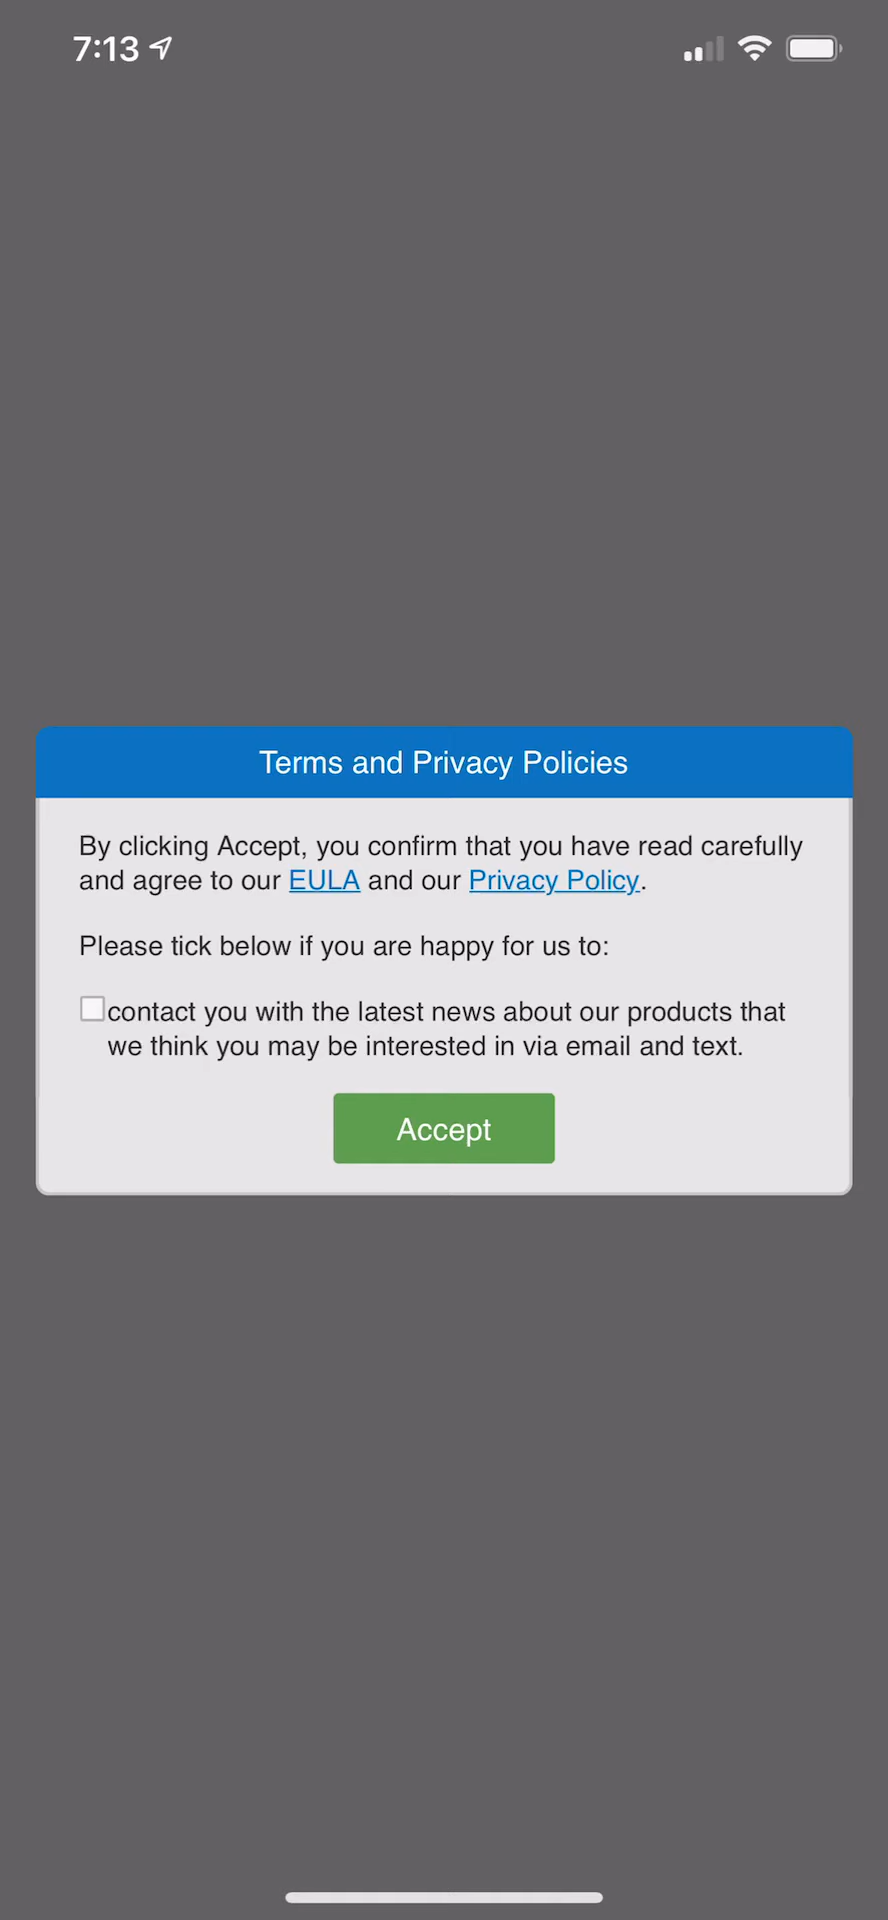 7:13
Terms and Privacy Policies
By clicking Accept, you confirm that you have read carefully
and agree to our EULA and our Privacy Policy.
Please tick below if you are happy for us to:
contact you with the latest news about our products that
we think you may be interested in via email and text.
Accept